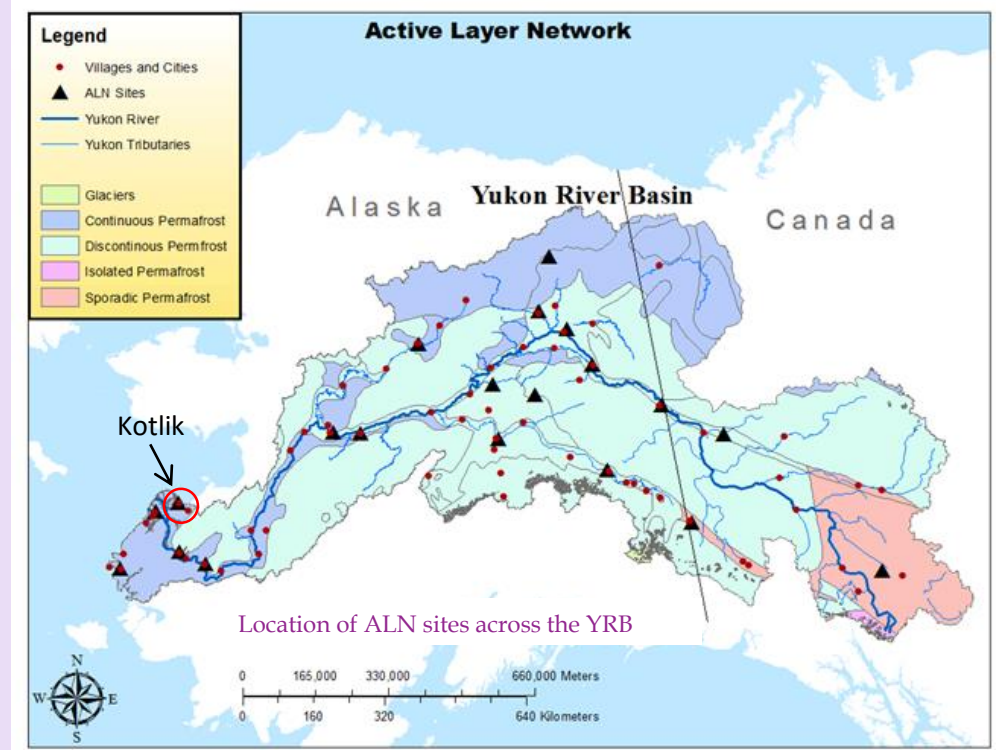 Active Layer Network
Legend
Villages and Cities
ALN Sites
Yukon River
Yukon Tributaries
Glaciers
Continuous Permafrost
Discontinous Permfrost
Isolated Permafrost
Sporadic Permafrost
Alaska
Yukon River Basin
Canada
Kotlik
Location of ALN sites across the YRB
N
W
E
S
0 165,000 330,000 660,000 Meters
0 160 320 640 Kilometers